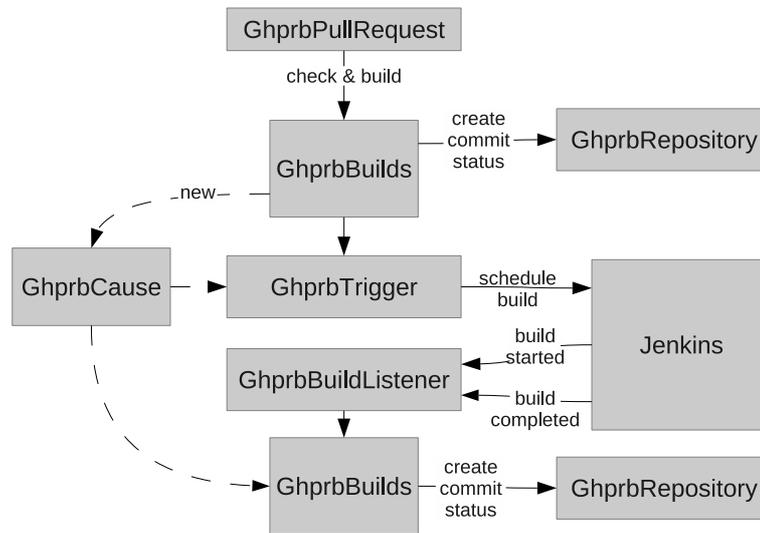 GhprbPullRequest
check & build
create
commit
status
GhprbRepository
GhprbBuilds
new
GhprbCause
GhprbTrigger
schedule
build
Jenkins
build
started
GhprbBuildListener
build
completed
GhprbBuilds
create
commit
status
GhprbRepository